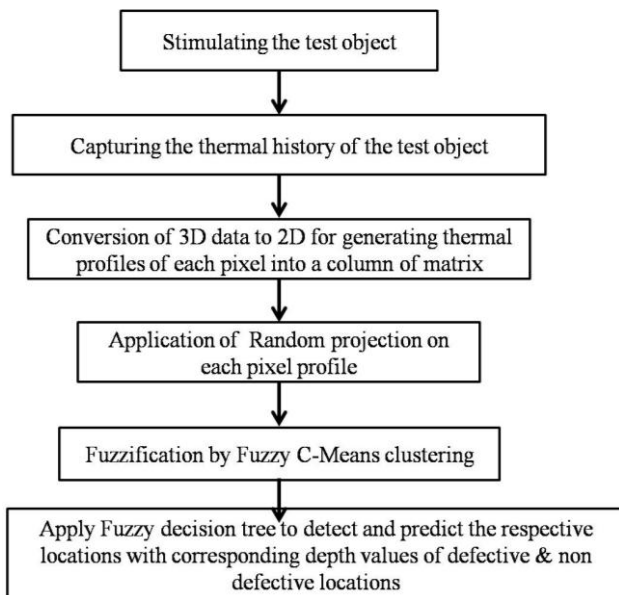 Stimulating the test object
Capturing the thermal history of the test object
Conversion of 3D data to 2D for generating thermal
profiles of each pixel into a column of matrix
Application of Random projection on
each pixel profile
Fuzzification by Fuzzy C-Means clustering
Apply Fuzzy decision tree to detect and predict the respective
locations with corresponding depth values of defective & non
defective locations